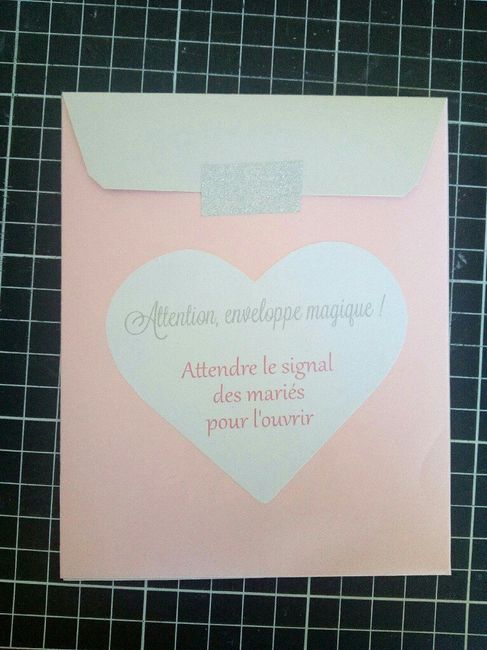 Attention, enveloppe magique !
Attendre le signal
des mariés
pour l'ouvrir